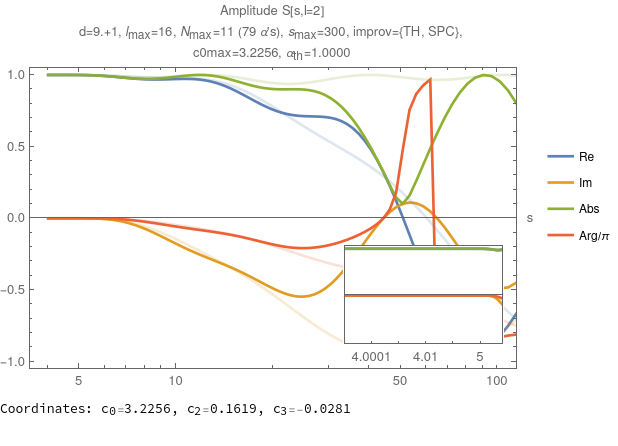 Amplitude S[s,l=2]
d=9.+1, lmax=16, Nmax=11 (79 α's), smax=300, improv={TH, SPC},
c0max=3.2256, αth=1.0000
1.0
0.5
0.0
-0.5
-1.0
5 10 50 100
s
4.0001 4.01 5
Re
Im
Abs
Arg/π
Coordinates: c₀=3.2256, c₂=0.1619, c₃=-0.0281